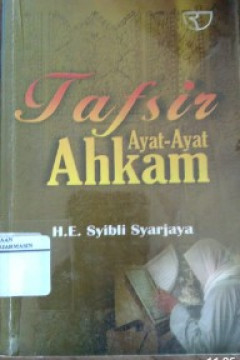 Tafsir
Ayat-Ayat
Ahkam
H.E. Syibli Syarjaya